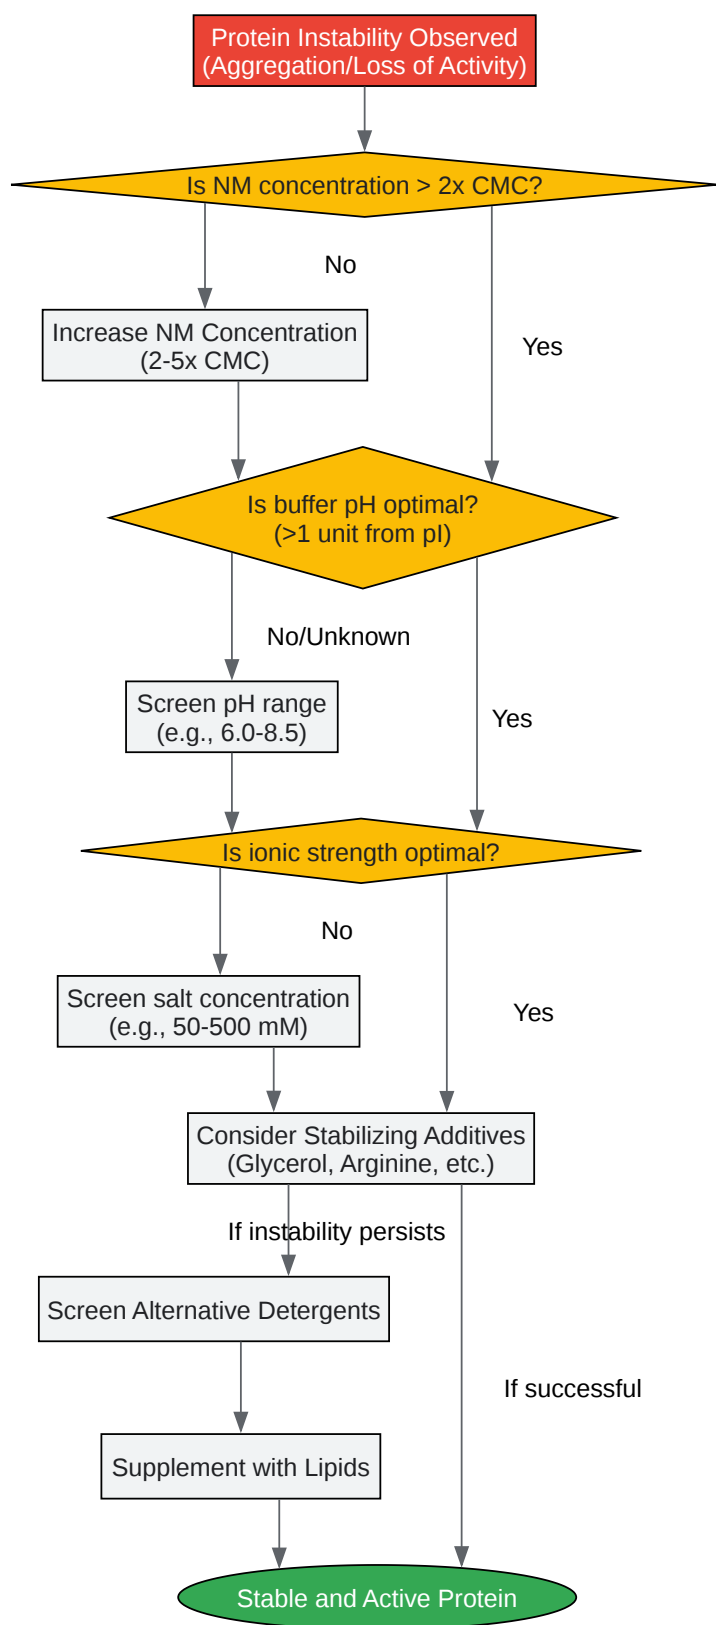 Protein Instability Observed
(Aggregation/Loss of Activity)
Is NM concentration > 2x CMC?
No
Increase NM Concentration
(2-5x CMC)
Yes
Is buffer pH optimal?
(>1 unit from pI)
No/Unknown
Screen pH range
(e.g., 6.0-8.5)
Yes
Is ionic strength optimal?
No
Screen salt concentration
(e.g., 50-500 mM)
Yes
Consider Stabilizing Additives
(Glycerol, Arginine, etc.)
If instability persists
Screen Alternative Detergents
If successful
Supplement with Lipids
Stable and Active Protein